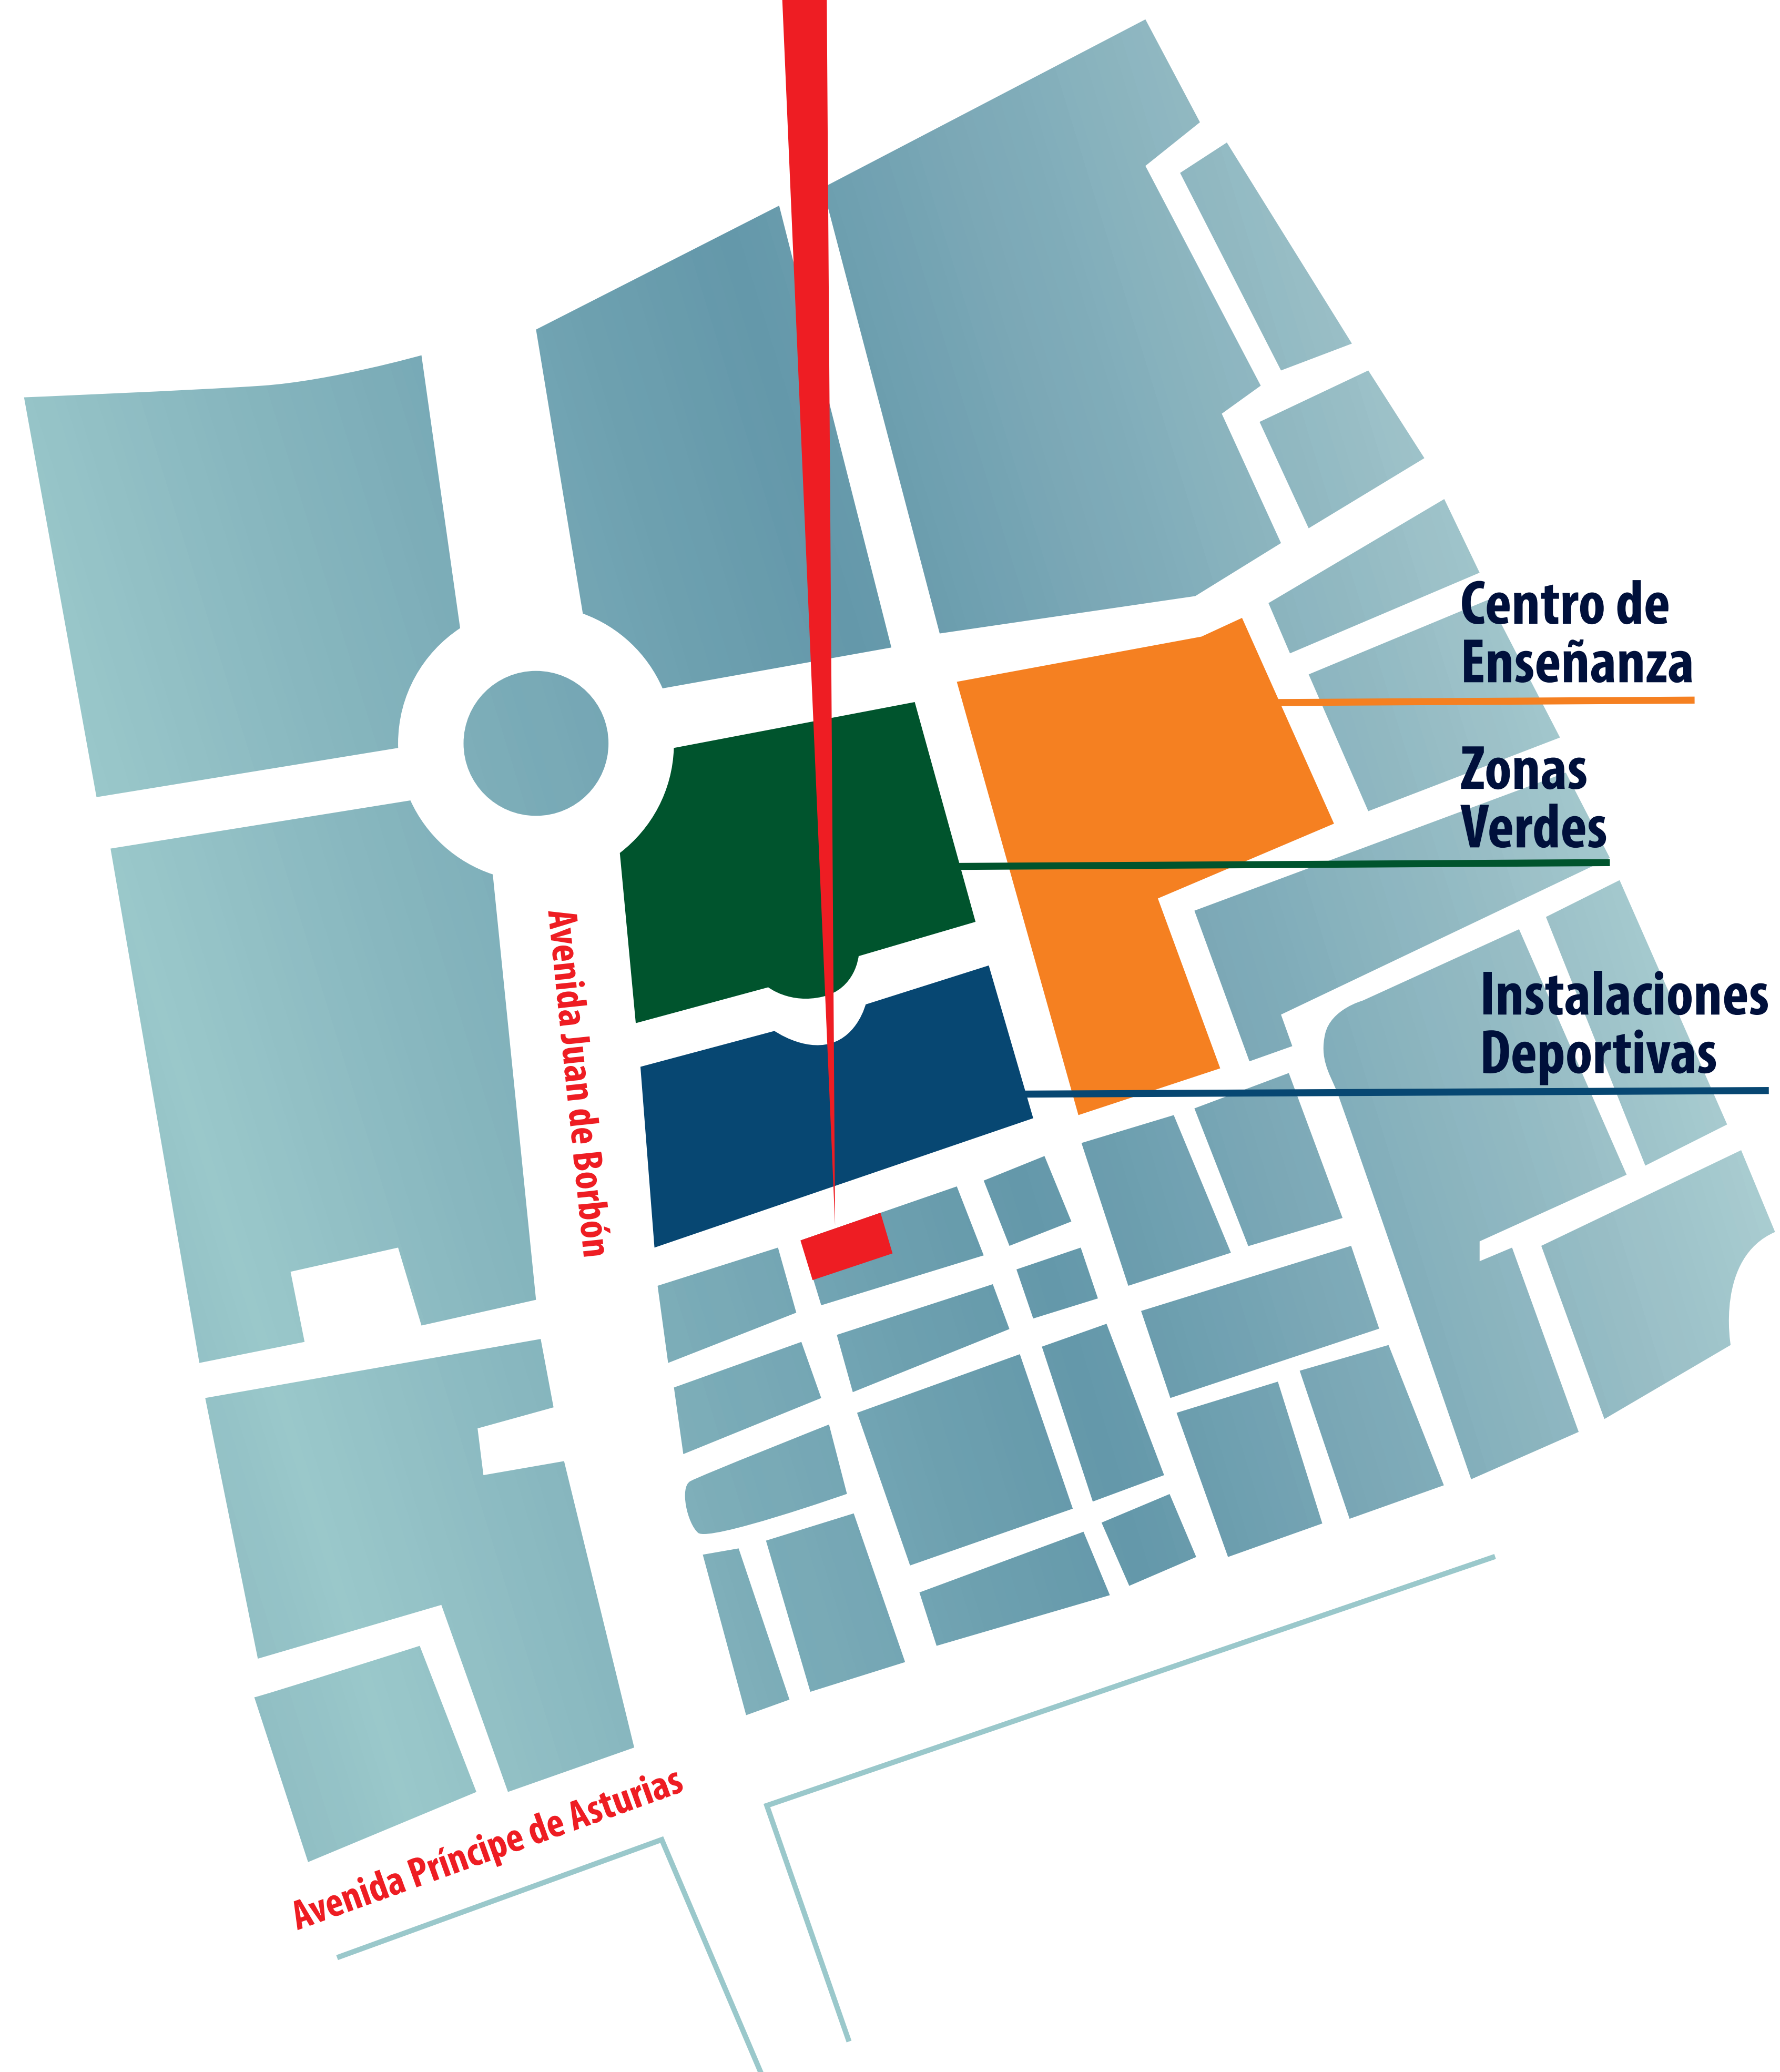 Centro de
Enseñanza
Zonas
Verdes
Avenida Juan de Borbón
Instalaciones
Deportivas
Avenida Príncipe de Asturias